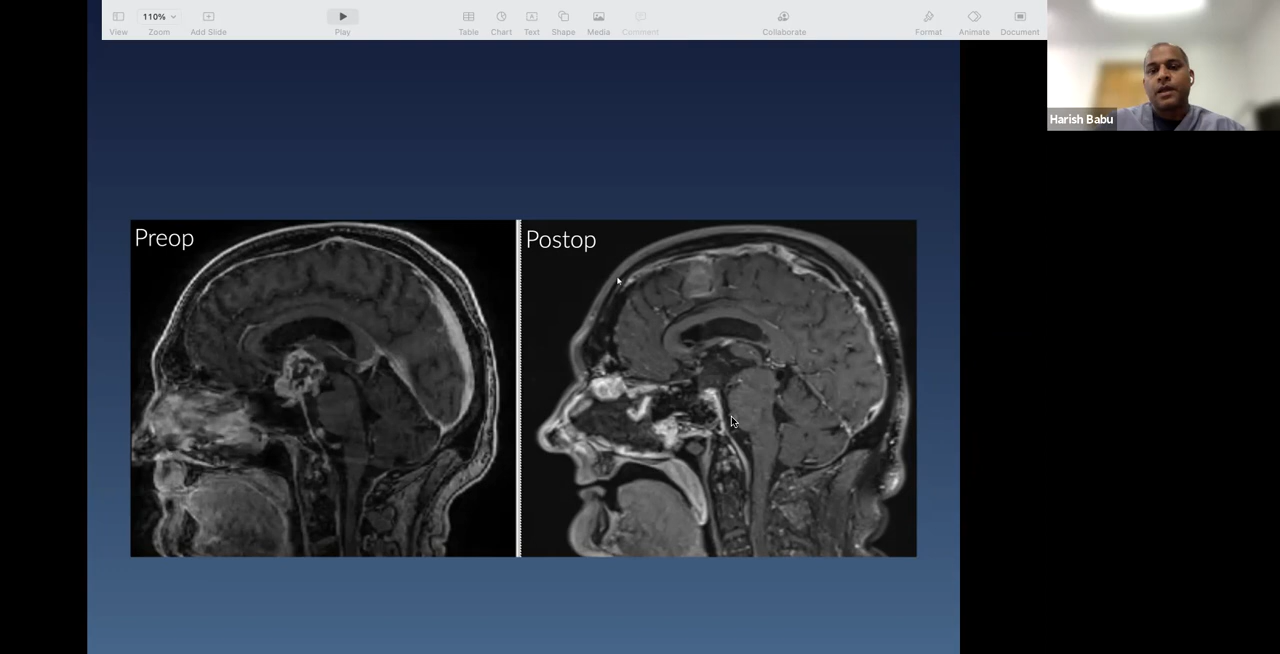 110%
View
Zoom
Add Slide
Play
Table
Chart
Text
Shape
Media
Comment
Collaborate
Format
Animate
Document
Harish Babu
Preop
Postop